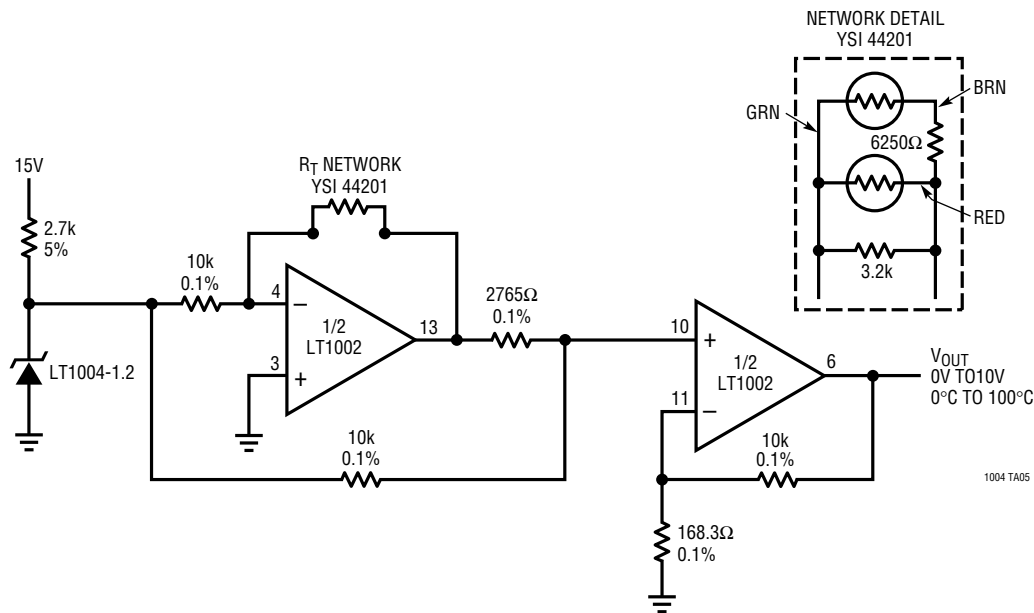 NETWORK DETAIL
YSI 44201
BRN
GRN
6250Ω
RED
3.2k
15V
2.7k
5%
R_T NETWORK
YSI 44201
10k
0.1%
4
–
1/2
LT1002
3
+
13
2765Ω
0.1%
LT1004-1.2
10k
0.1%
10
+
1/2
LT1002
11
–
6
V_OUT
0V TO10V
0°C TO 100°C
10k
0.1%
168.3Ω
0.1%
1004 TA05